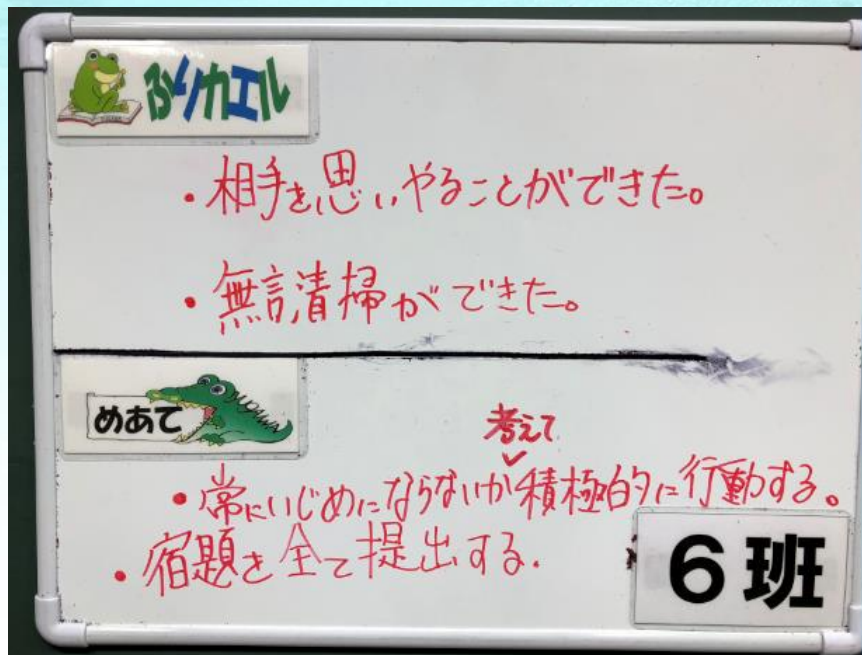 ふりカエル
・相手を思いやることができた。
・無言清掃ができた。
めあて
考えて
・常にいじめにならないか積極的に行動する。
・宿題を全て提出する.
6班